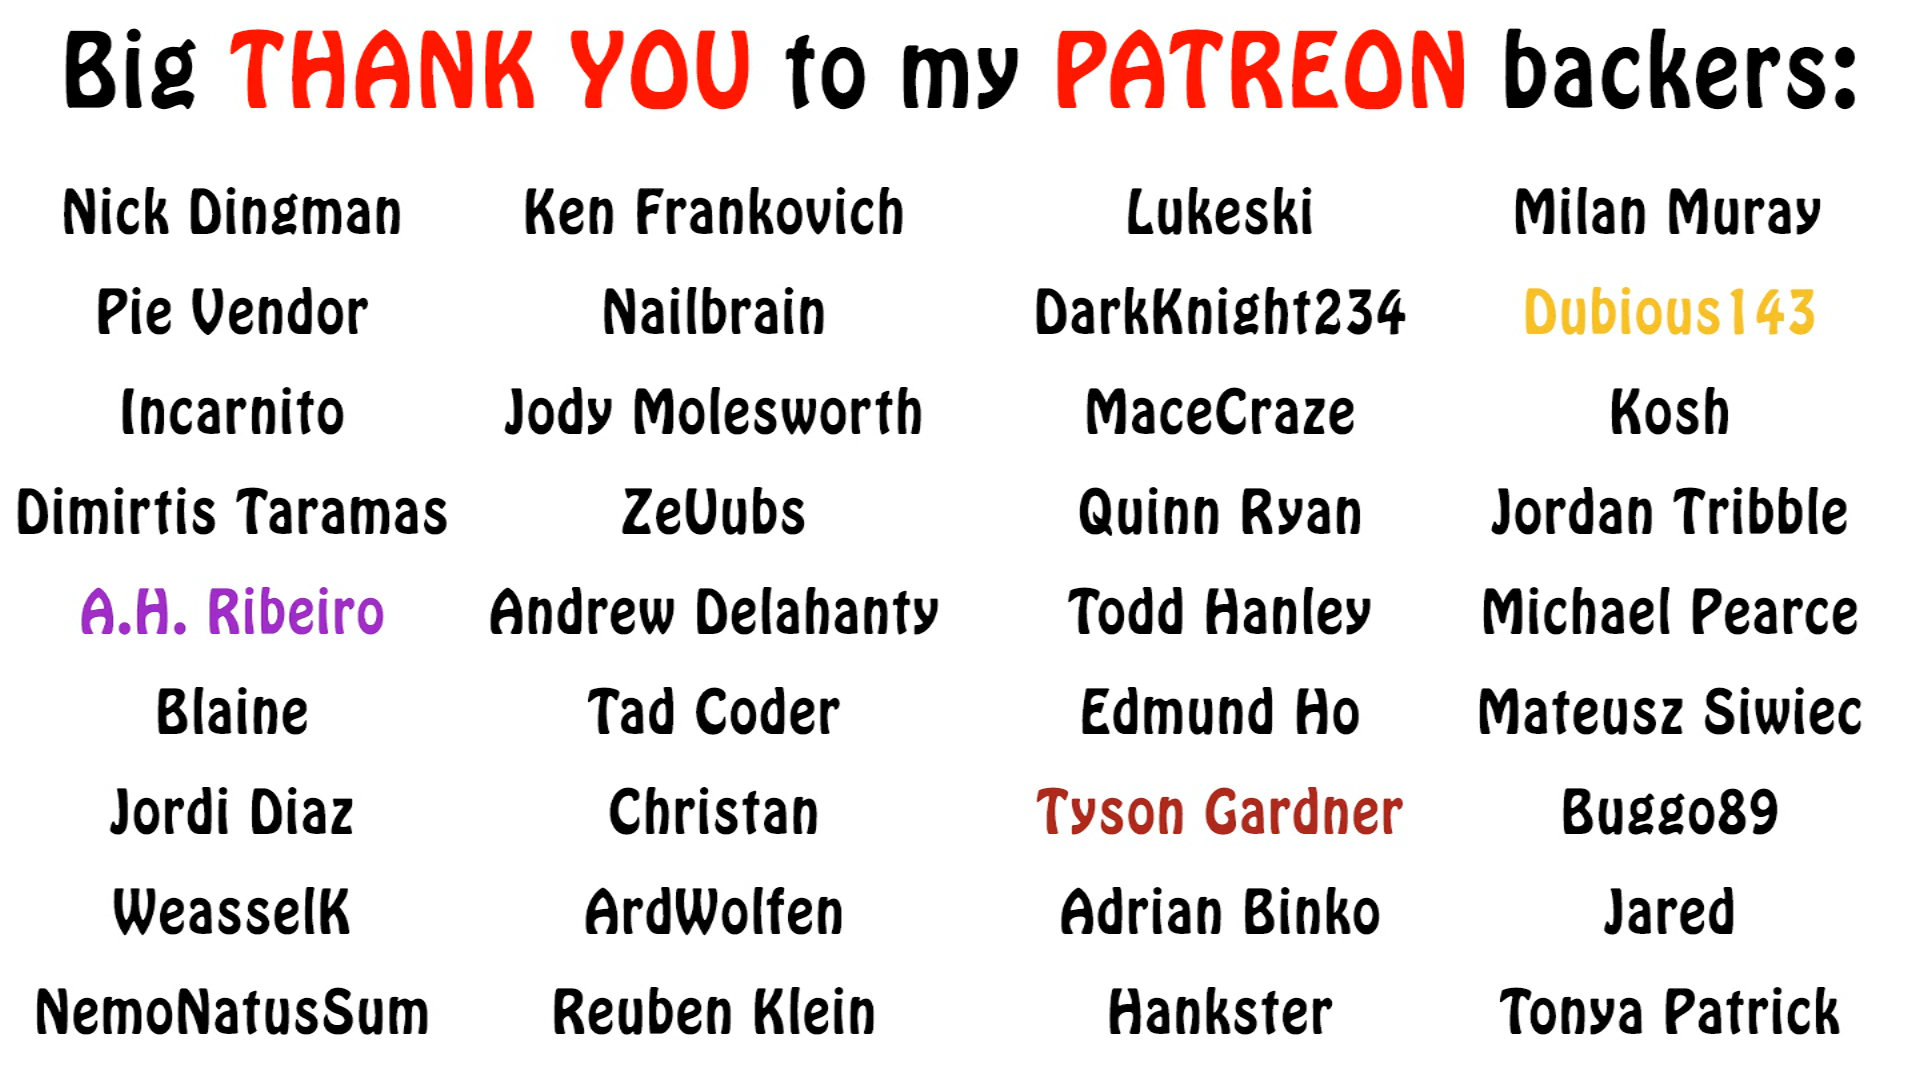 Big THANK YOU to my PATREON backers:
Nick Dingman Ken Frankovich Lukeski Milan Muray
Pie Vendor Nailbrain DarkKnight234 Dubious143
Incarnito Jody Molesworth MaceCraze Kosh
Dimirtis Taramas ZeUubs Quinn Ryan Jordan Tribble
A.H. Ribeiro Andrew Delahanty Todd Hanley Michael Pearce
Blaine Tad Coder Edmund Ho Mateusz Siwiec
Jordi Diaz Christan Tyson Gardner Buggo89
WeasselK ArdWolfen Adrian Binko Jared
NemoNatusSum Reuben Klein Hankster Tonya Patrick